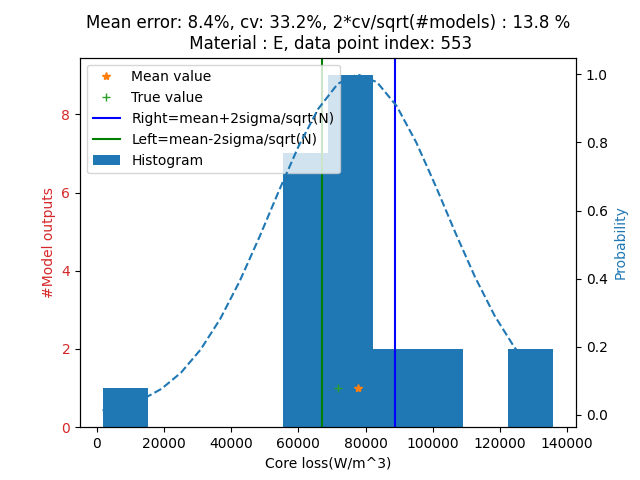 Mean error: 8.4%, cv: 33.2%, 2*cv/sqrt(#models) : 13.8 %
Material : E, data point index: 553
Mean value
True value
Right=mean+2sigma/sqrt(N)
Left=mean-2sigma/sqrt(N)
Histogram
#Model outputs
8
6
4
2
0
1.0
0.8
0.6
0.4
0.2
0.0
Probability
0 20000 40000 60000 80000 100000 120000 140000
Core loss(W/m^3)